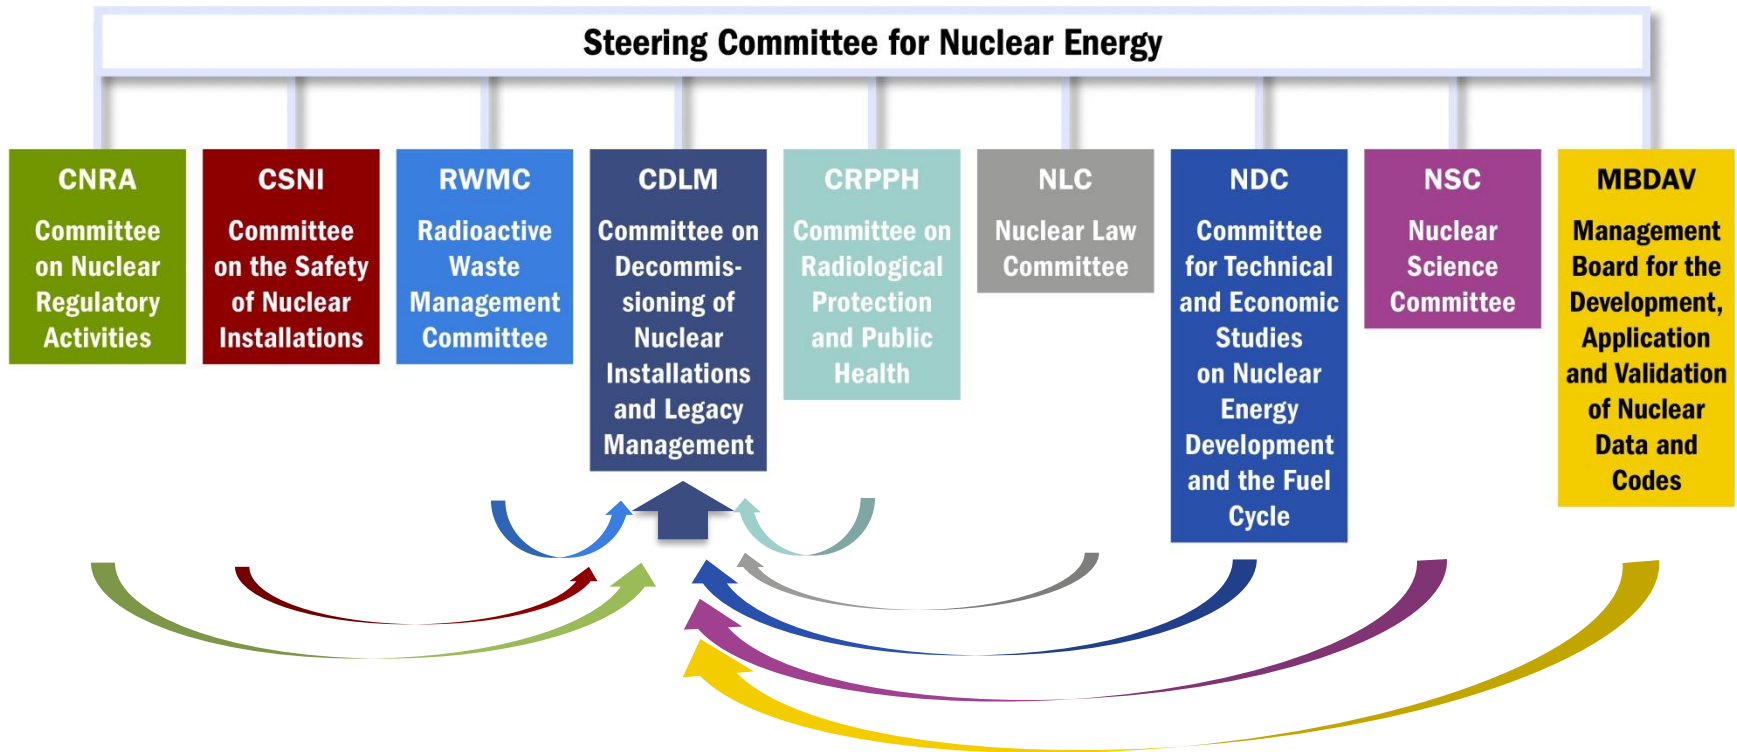 Steering Committee for Nuclear Energy
CNRA
Committee
on Nuclear
Regulatory
Activities
CSNI
Committee
on the Safety
of Nuclear
Installations
RWMC
Radioactive
Waste
Management
Committee
CDLM
Committee on
Decommis-
sioning of
Nuclear
Installations
and Legacy
Management
CRPPH
Committee on
Radiological
Protection
and Public
Health
NLC
Nuclear Law
Committee
NDC
Committee
for Technical
and Economic
Studies
on Nuclear
Energy
Development
and the Fuel
Cycle
NSC
Nuclear
Science
Committee
MBDAV
Management
Board for the
Development,
Application
and Validation
of Nuclear
Data and
Codes